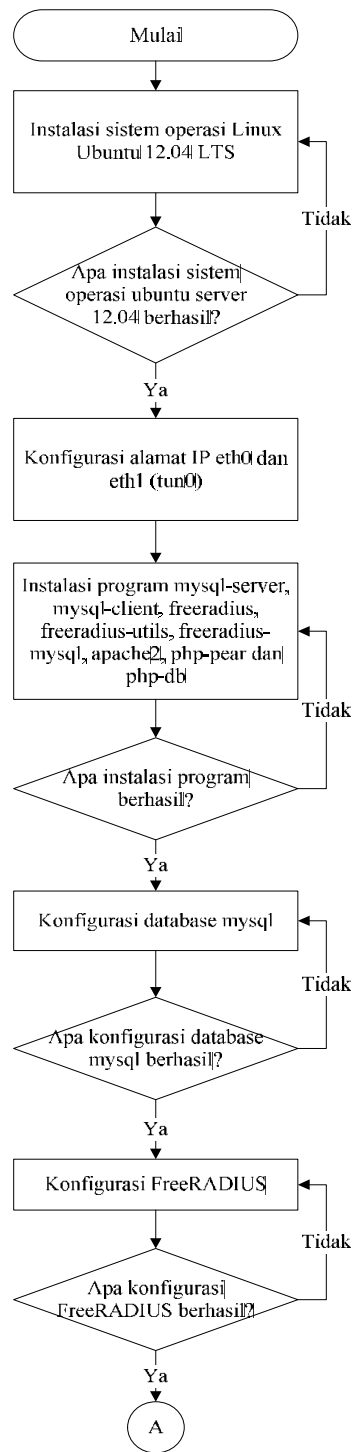 Mulai
Instalasi sistem operasi Linux
Ubuntu 12.04 LTS
Tidak
Apa instalasi sistem
operasi ubuntu server
12.04 berhasil?
Ya
Konfigurasi alamat IP eth0 dan
eth1 (tun0)
Instalasi program mysql-server,
mysql-client, freeradius,
freeradius-utils, freeradius-
mysql, apache2, php-pear dan
php-db
Tidak
Apa instalasi program
berhasil?
Ya
Konfigurasi database mysql
Tidak
Apa konfigurasi database
mysql berhasil?
Ya
Konfigurasi FreeRADIUS
Tidak
Apa konfigurasi
FreeRADIUS berhasil?
Ya
A